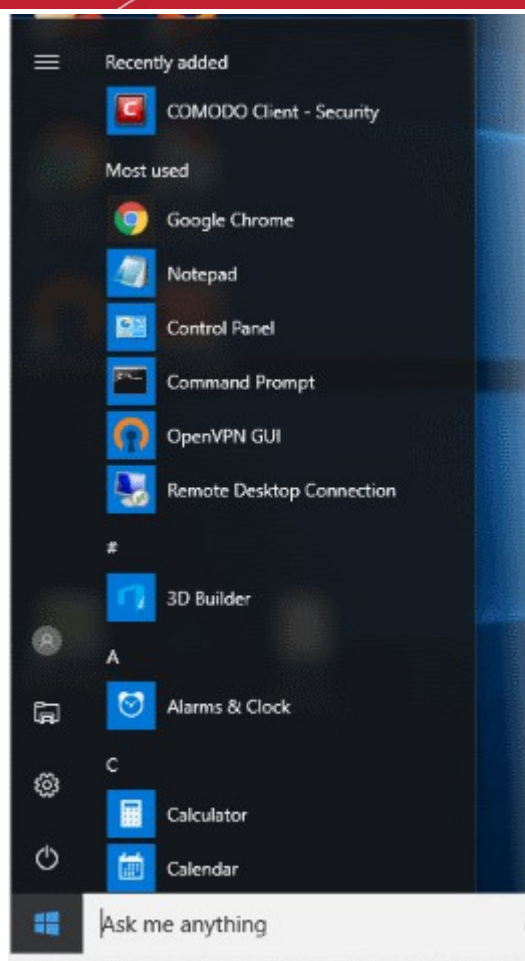 Recently added
COMODO Client - Security
Most used
Google Chrome
Notepad
Control Panel
Command Prompt
OpenVPN GUI
Remote Desktop Connection
#
3D Builder
A
Alarms & Clock
C
Calculator
Calendar
Ask me anything